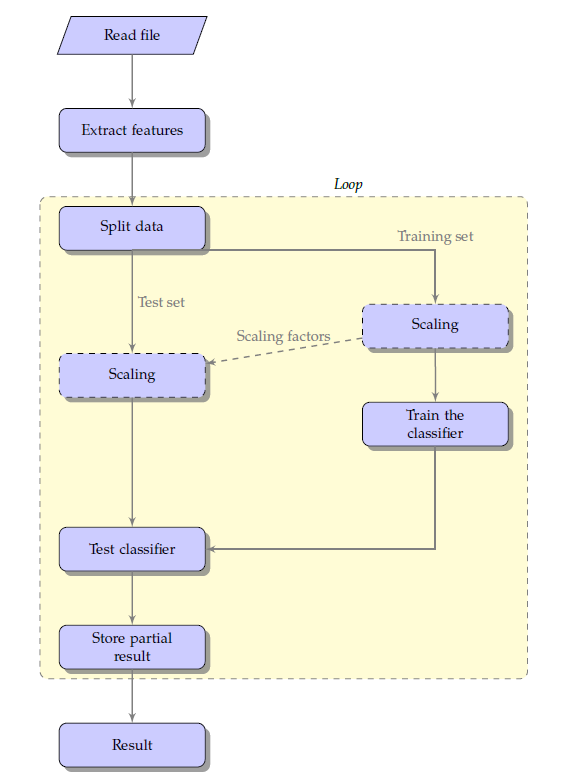 Read file
Extract features
Loop
Split data
Training set
Test set
Scaling
Scaling factors
Scaling
Train the
classifier
Test classifier
Store partial
result
Result